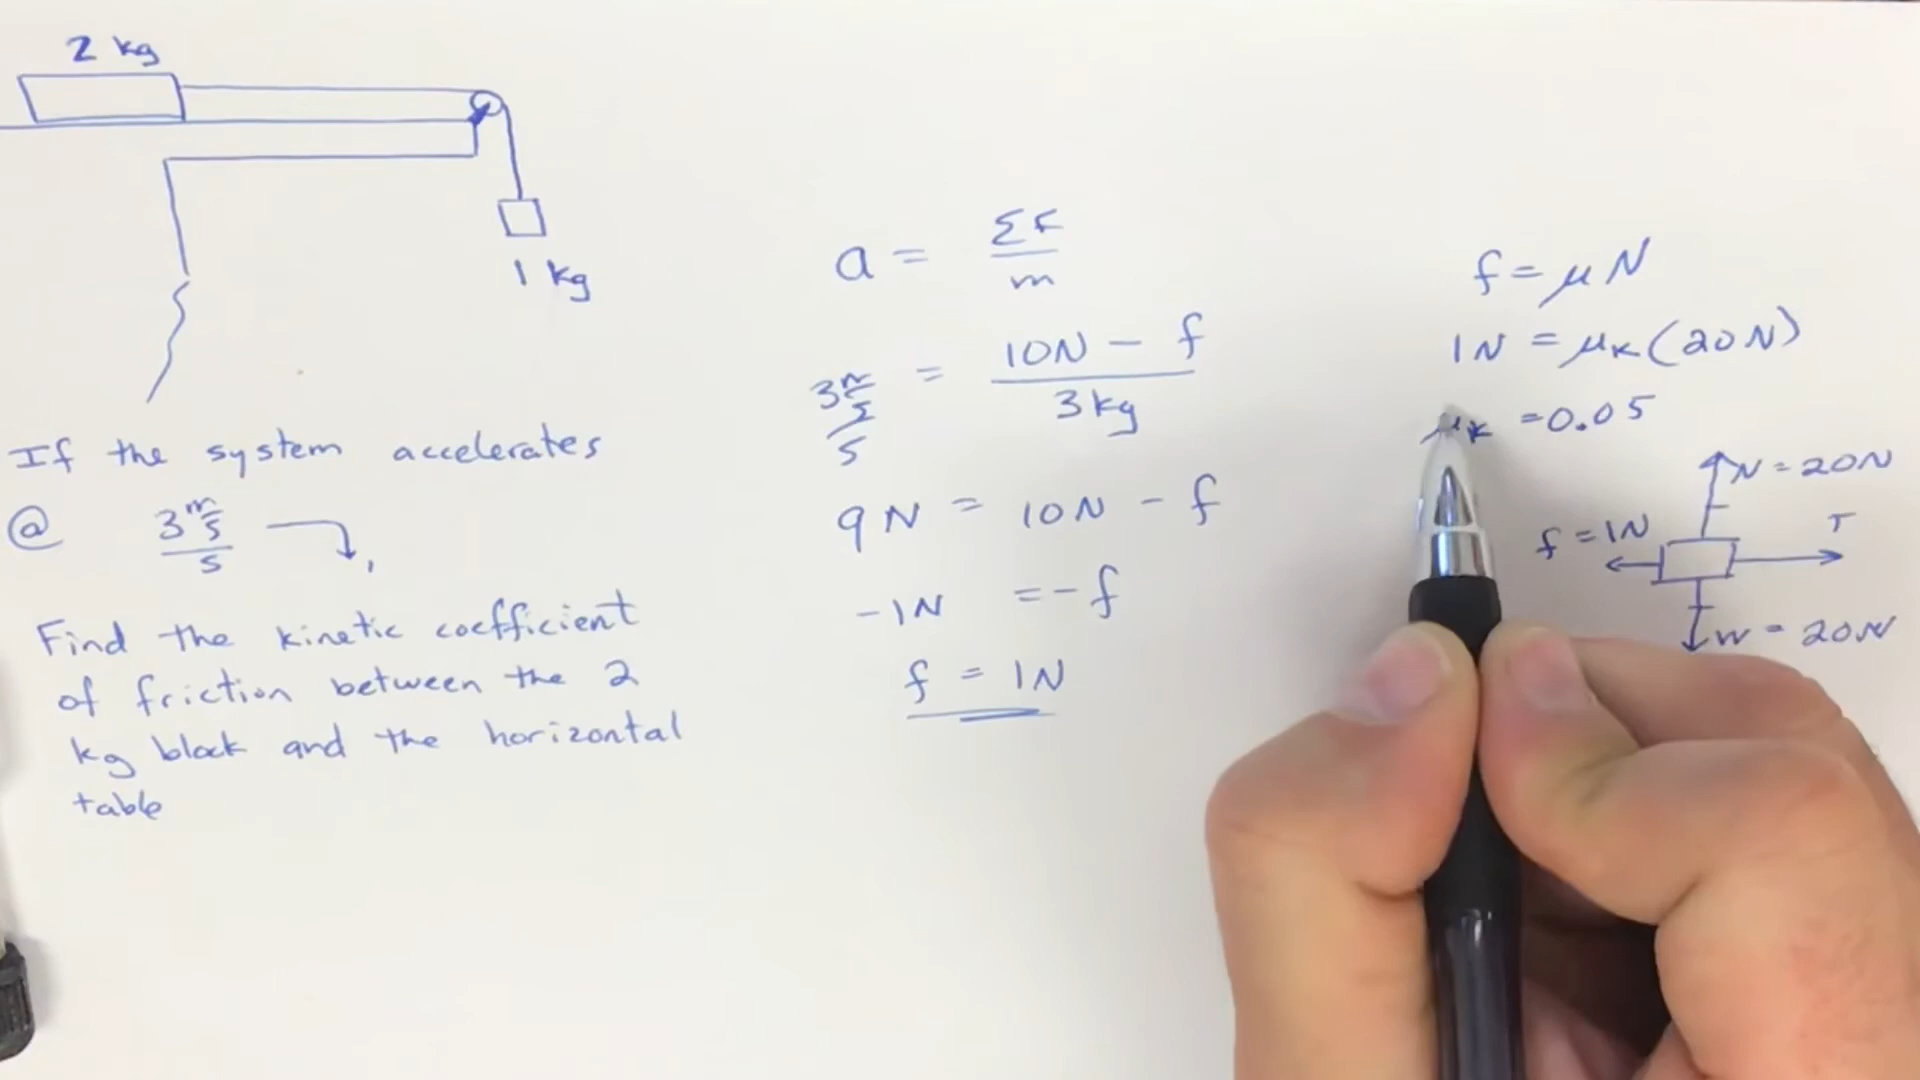 2 kg
1 kg
If the system accelerates
@ 3 m/s/s ,
Find the kinetic coefficient
of friction between the 2
kg block and the horizontal
table
a = ΣF/m
3 m/s/s = (10N - f)/3kg
9N = 10N - f
-1N = -f
f = 1N
f = μN
1N = μK(20N)
μK = 0.05
N = 20N
f = 1N
T
W = 20N